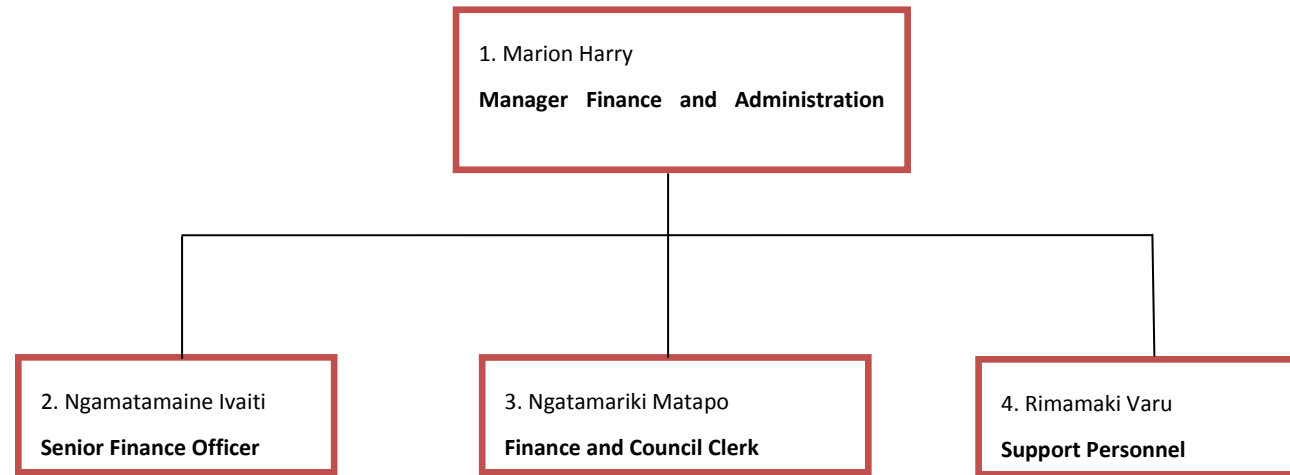 1. Marion Harry
Manager Finance and Administration
2. Ngamatamaine Ivaiti
Senior Finance Officer
3. Ngatamariki Matapo
Finance and Council Clerk
4. Rimamaki Varu
Support Personnel